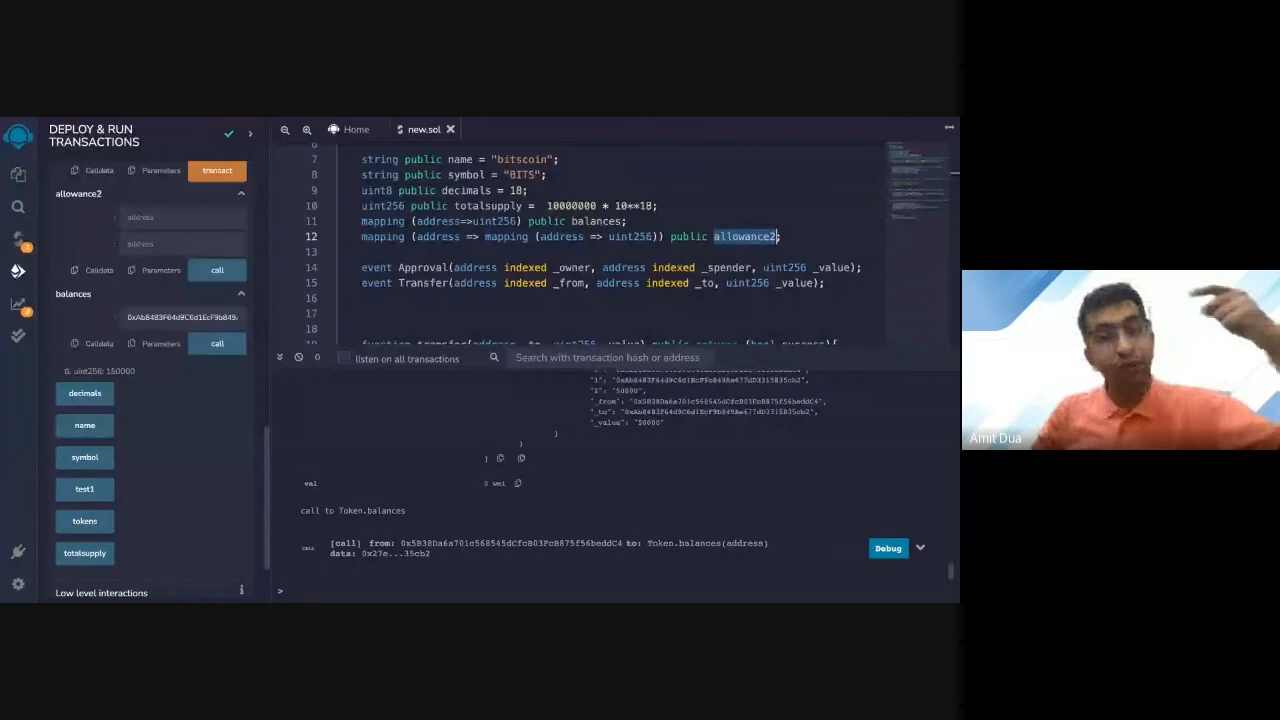 DEPLOY & RUN
TRANSACTIONS
Calldata Parameters transact
allowance2
address
address
Calldata Parameters call
balances
Calldata Parameters call
0: uint256: 150000
decimals
name
symbol
test1
tokens
totalsupply
Low level interactions
Home new.sol
6
7 string public name = "bitscoin";
8 string public symbol = "BITS";
9 uint8 public decimals = 18;
10 uint256 public totalsupply = 10000000 * 10**18;
11 mapping (address=>uint256) public balances;
12 mapping (address => mapping (address => uint256)) public allowance2;
13
14 event Approval(address indexed _owner, address indexed _spender, uint256 _value);
15 event Transfer(address indexed _from, address indexed _to, uint256 _value);
16
17
18
0 listen on all transactions Search with transaction hash or address
"2": "50000"
"_value": "50000"
}
}
}
val 0 wei
call to Token.balances
CALL [call] from: 0x5B38Da6a701c568545dCfcB03FcB875f56beddC4 to: Token.balances(address)
data: 0x27e...35cb2
Debug
>
Amit Dua